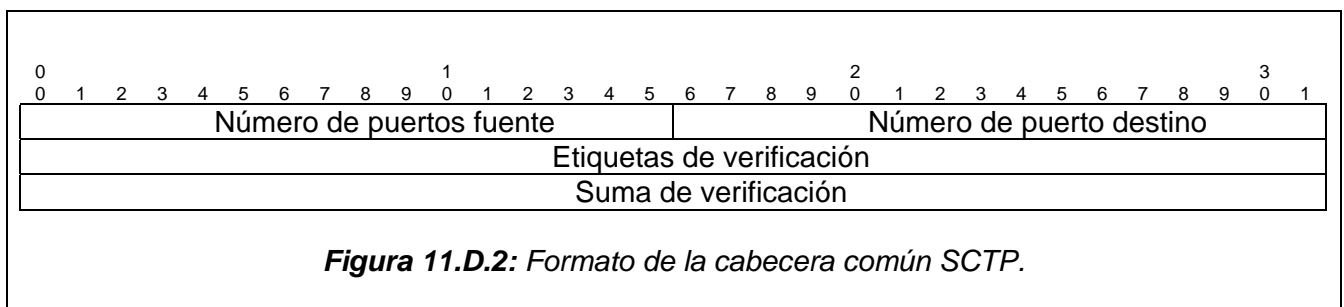 0 1 2 3
0 1 2 3 4 5 6 7 8 9 0 1 2 3 4 5 6 7 8 9 0 1 2 3 4 5 6 7 8 9 0 1
Número de puertos fuente Número de puerto destino
Etiquetas de verificación
Suma de verificación
Figura 11.D.2: Formato de la cabecera común SCTP.